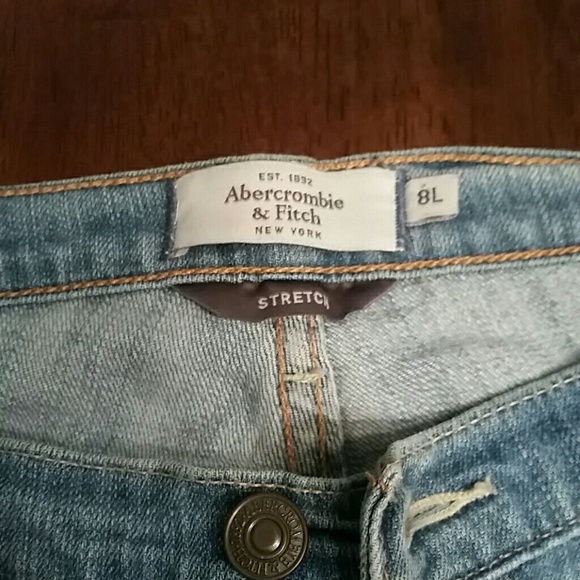 EST. 1892
Abercrombie
& Fitch
NEW YORK
8L
STRETCH